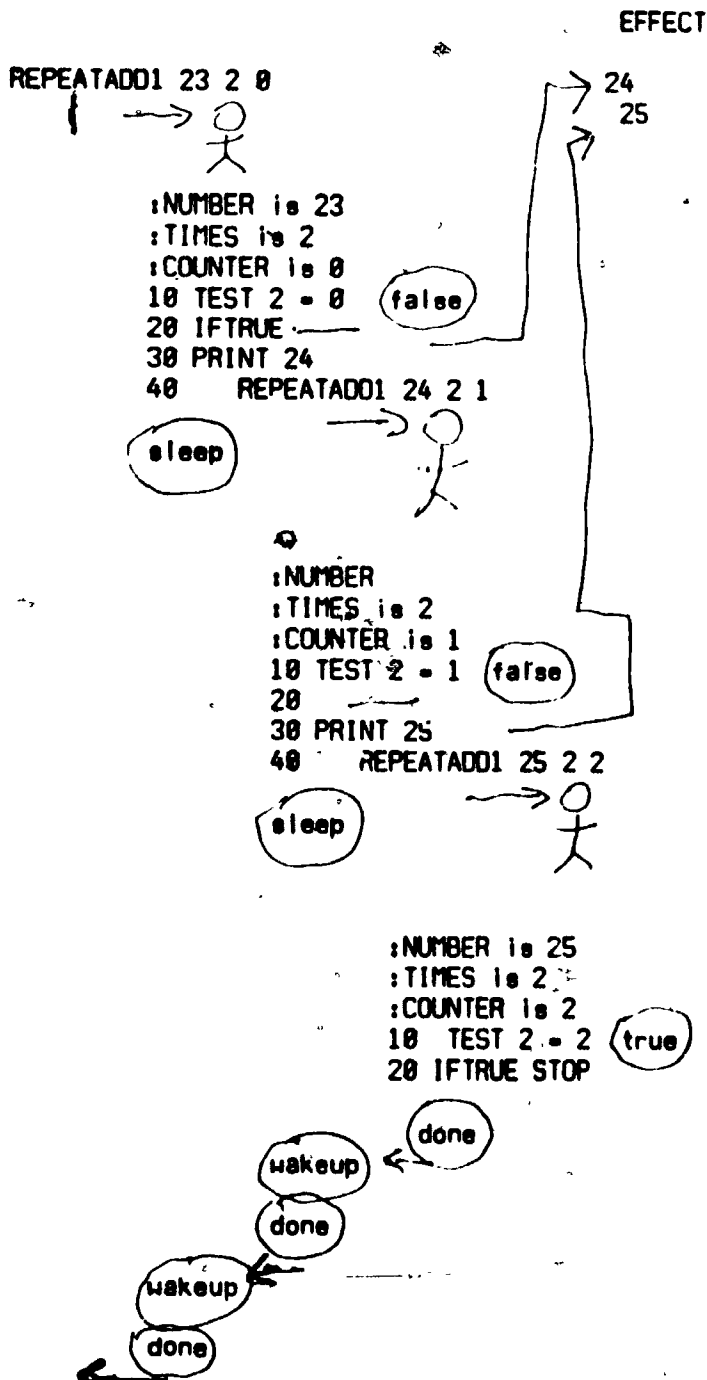 EFFECT
REPEATADD1 23 2 0
24
25
:NUMBER is 23
:TIMES is 2
:COUNTER is 0
10 TEST 2 = 0 false
20 IFTRUE
30 PRINT 24
40 REPEATADD1 24 2 1
sleep
:NUMBER
:TIMES is 2
:COUNTER is 1
10 TEST 2 = 1 false
20
30 PRINT 25
40 REPEATADD1 25 2 2
sleep
:NUMBER is 25
:TIMES is 2
:COUNTER is 2
10 TEST 2 = 2 true
20 IFTRUE STOP
done
wakeup
done
wakeup
done